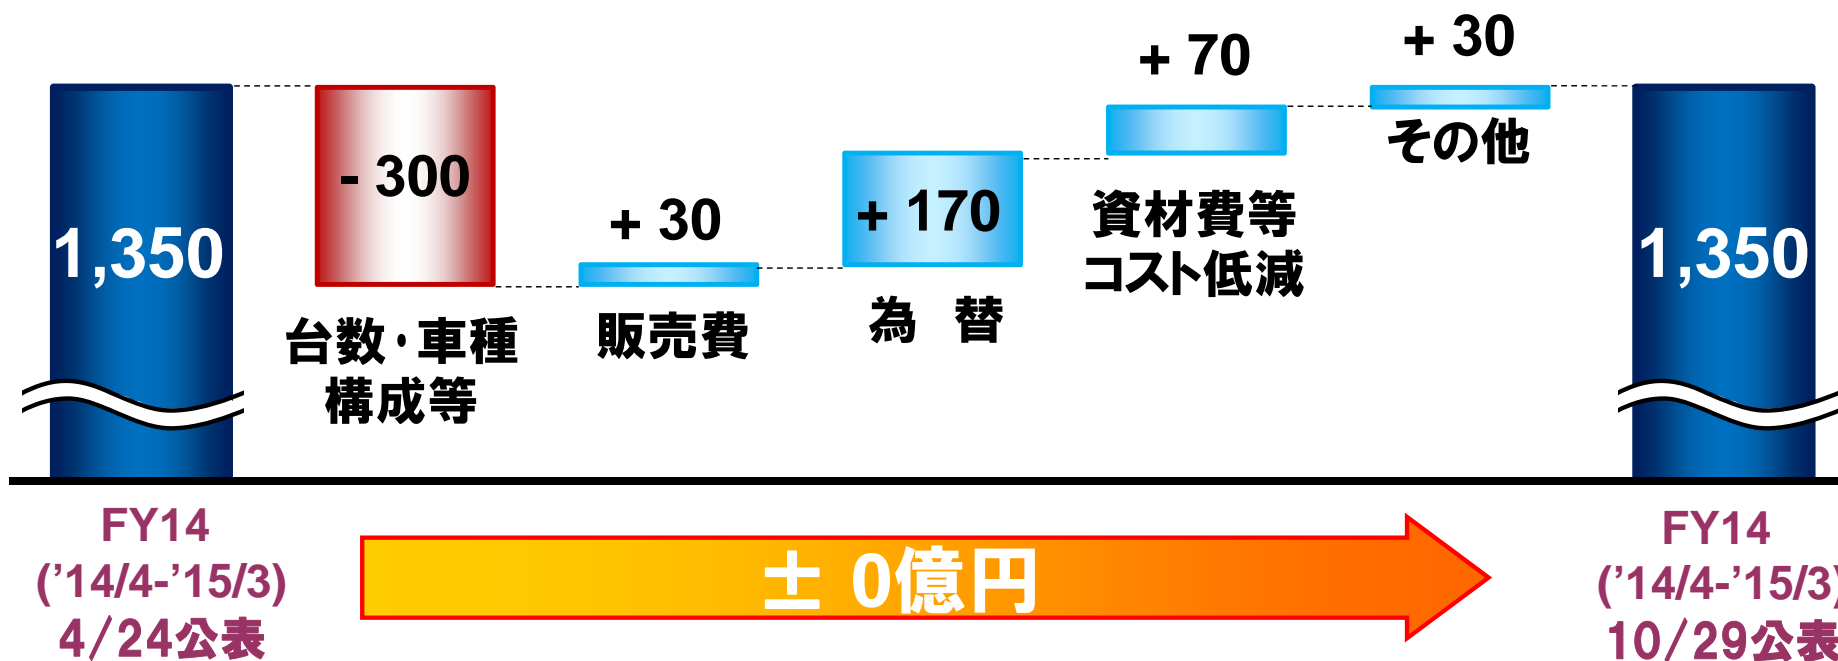 1,350
- 300
台数・車種
構成等
+ 30
販売費
+ 170
為 替
+ 70
資材費等
コスト低減
+ 30
その他
1,350
FY14
(’14/4-’15/3)
4/24公表
± 0億円
FY14
(’14/4-’15/3)
10/29公表